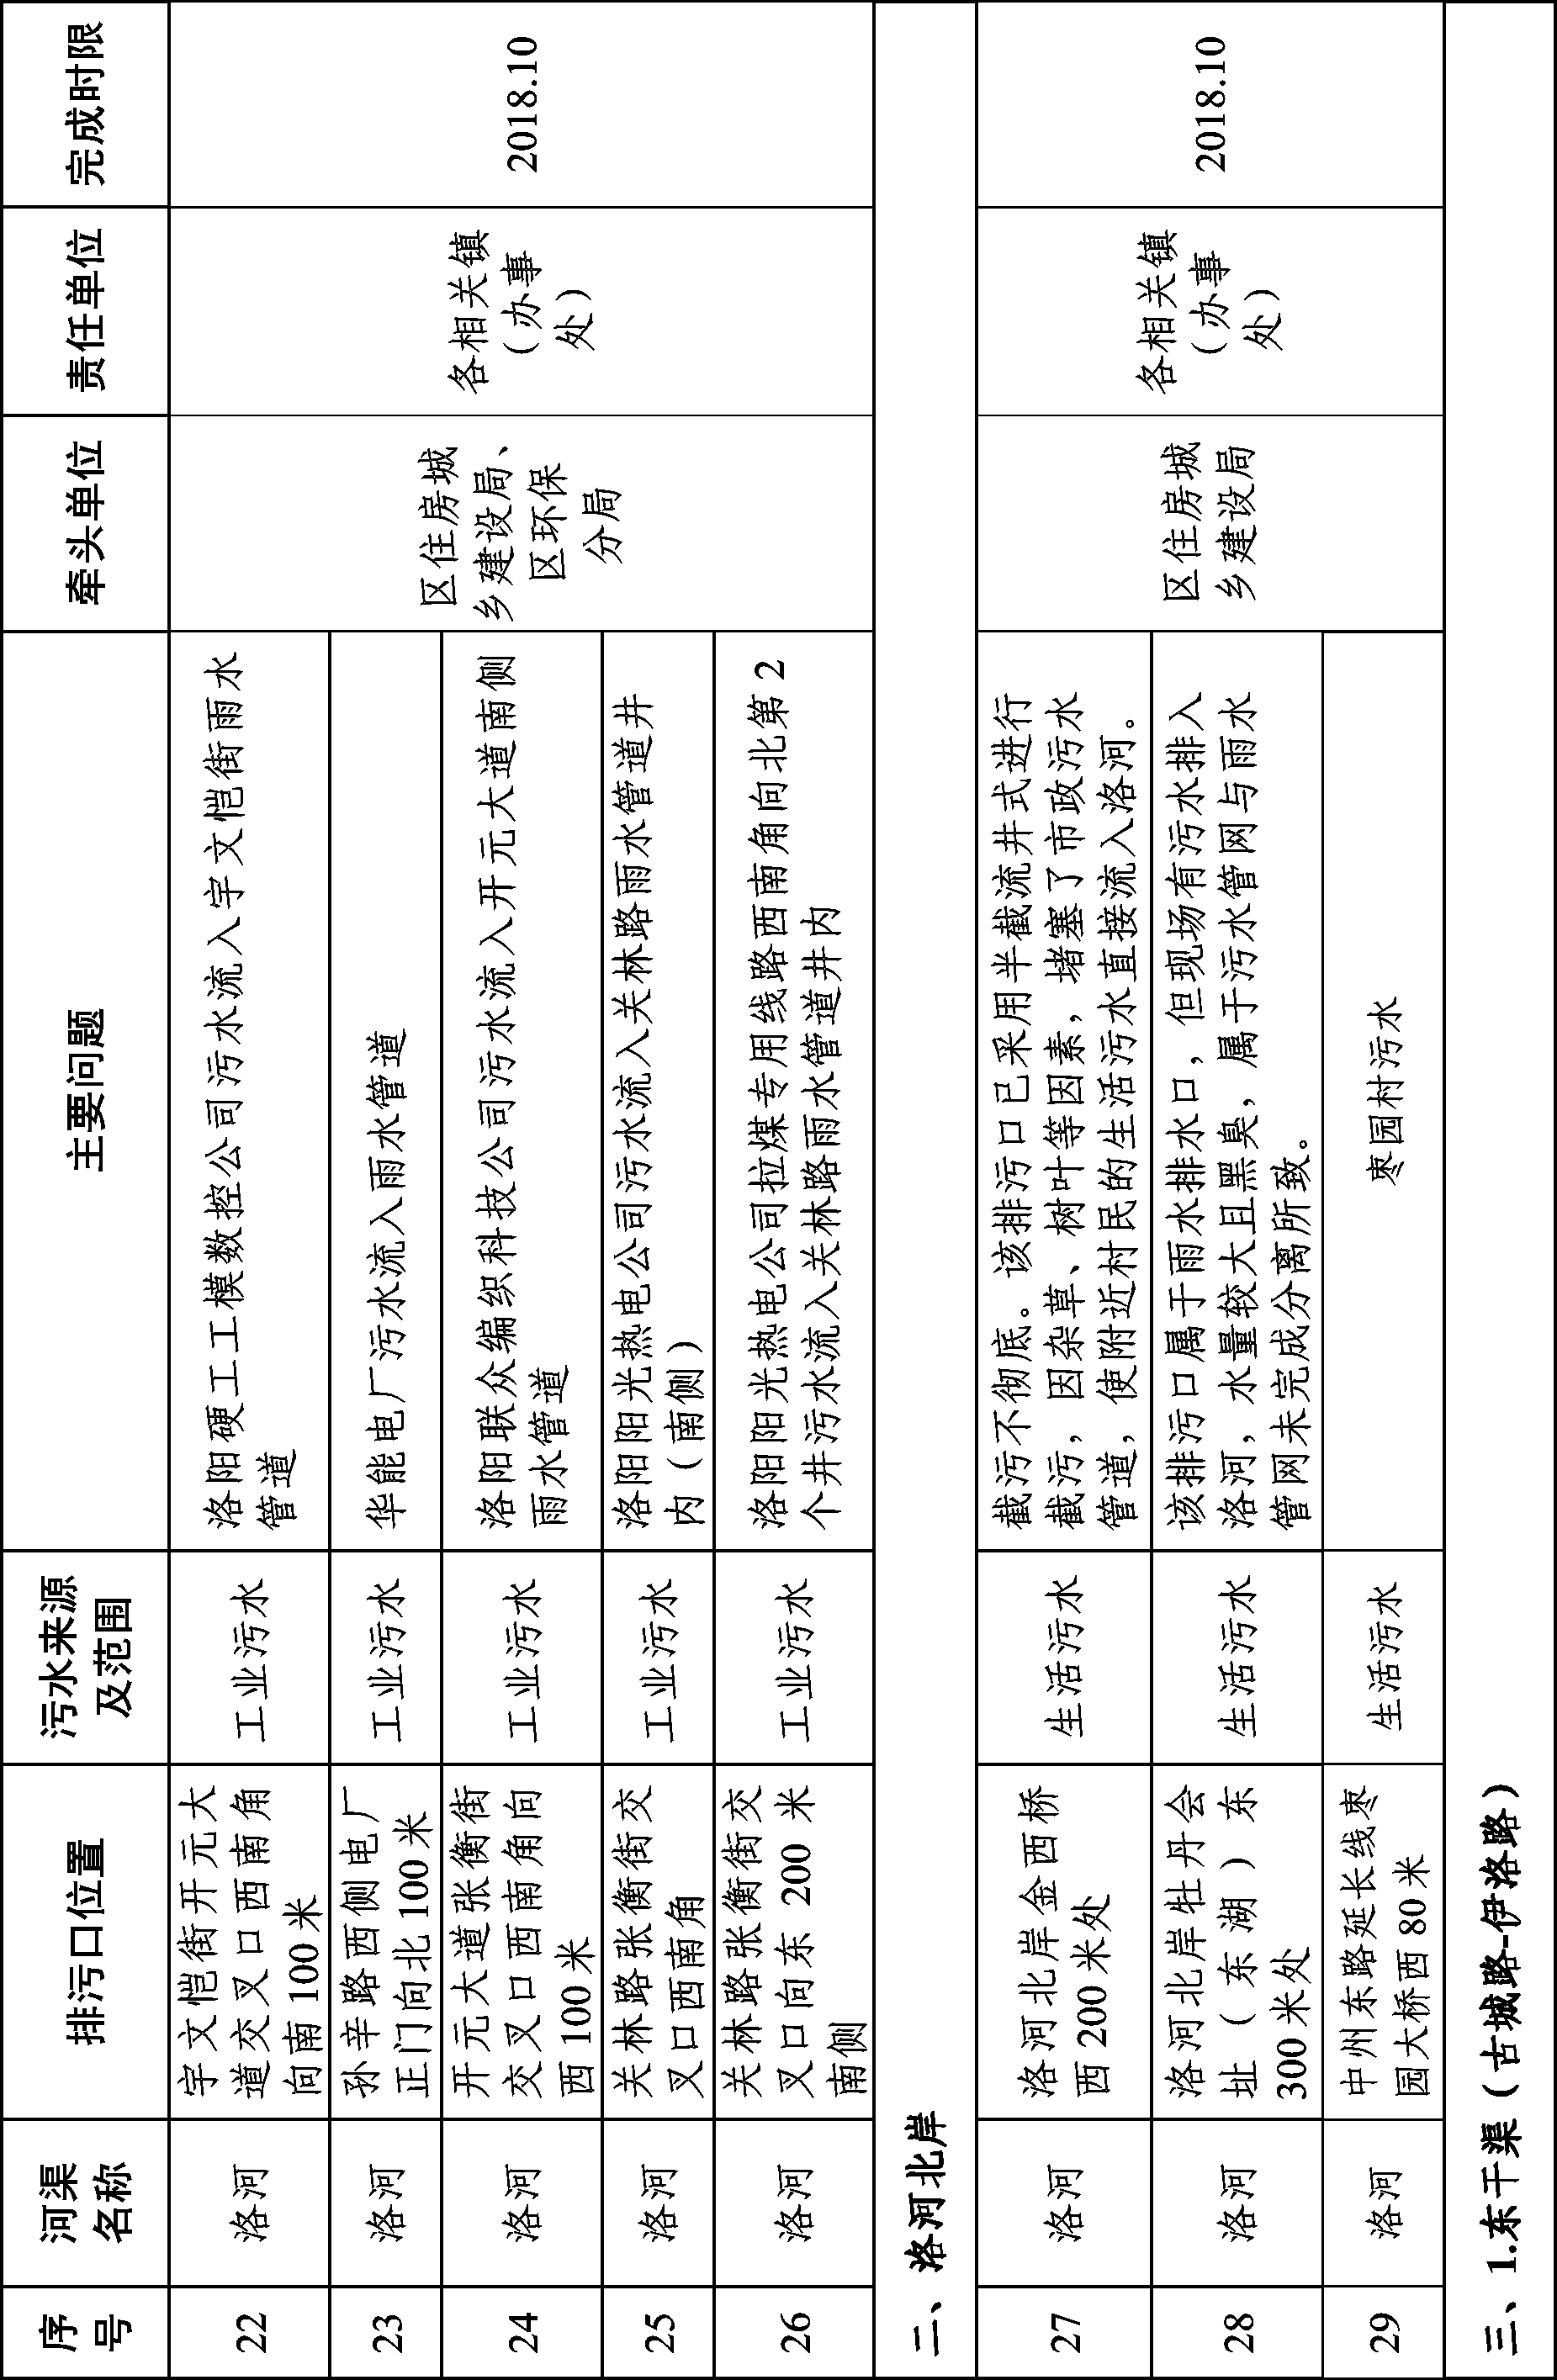 序号
河渠名称
排污口位置
污水来源及范围
主要问题
牵头单位
责任单位
完成时限
22
洛河
宇文恺街开元大
道交叉口西南角
向南 100 米
工业污水
洛阳硬工工模数控公司污水流入宇文恺街雨水
管道
区住房城
乡建设局、
区环保
分局
各相关镇
（办事
处）
2018.10
23
洛河
孙辛路西侧电厂
正门向北 100 米
工业污水
华能电厂污水流入雨水管道
24
洛河
开元大道张衡街
交叉口西南角向
西 100 米
工业污水
洛阳联众编织科技公司污水流入开元大道南侧
雨水管道
25
洛河
关林路张衡街交
叉口西南角
工业污水
洛阳阳光热电公司污水流入关林路雨水管道井
内（南侧）
26
洛河
关林路张衡街交
叉口向东 200 米
南侧
工业污水
洛阳阳光热电公司拉煤专用线路西南角向北第 2
个井污水流入关林路雨水管道井内
二、洛河北岸
27
洛河
洛河北岸金西桥
西 200 米处
生活污水
截污不彻底。该排污口已采用半截流井式进行
截污，因杂草、树叶等因素，堵塞了市政污水
管道，使附近村民的生活污水直接流入洛河。
区住房城
乡建设局
各相关镇
（办事
处）
2018.10
28
洛河
洛河北岸牡丹会
址（东湖）东
300 米处
生活污水
该排污口属于雨水排水口，但现场有污水排入
洛河，水量较大且黑臭，属于污水管网与雨水
管网未完成分离所致。
29
洛河
中州东路延长线枣
园大桥西 80 米
生活污水
枣园村污水
三、1.东干渠（古城路-伊洛路）